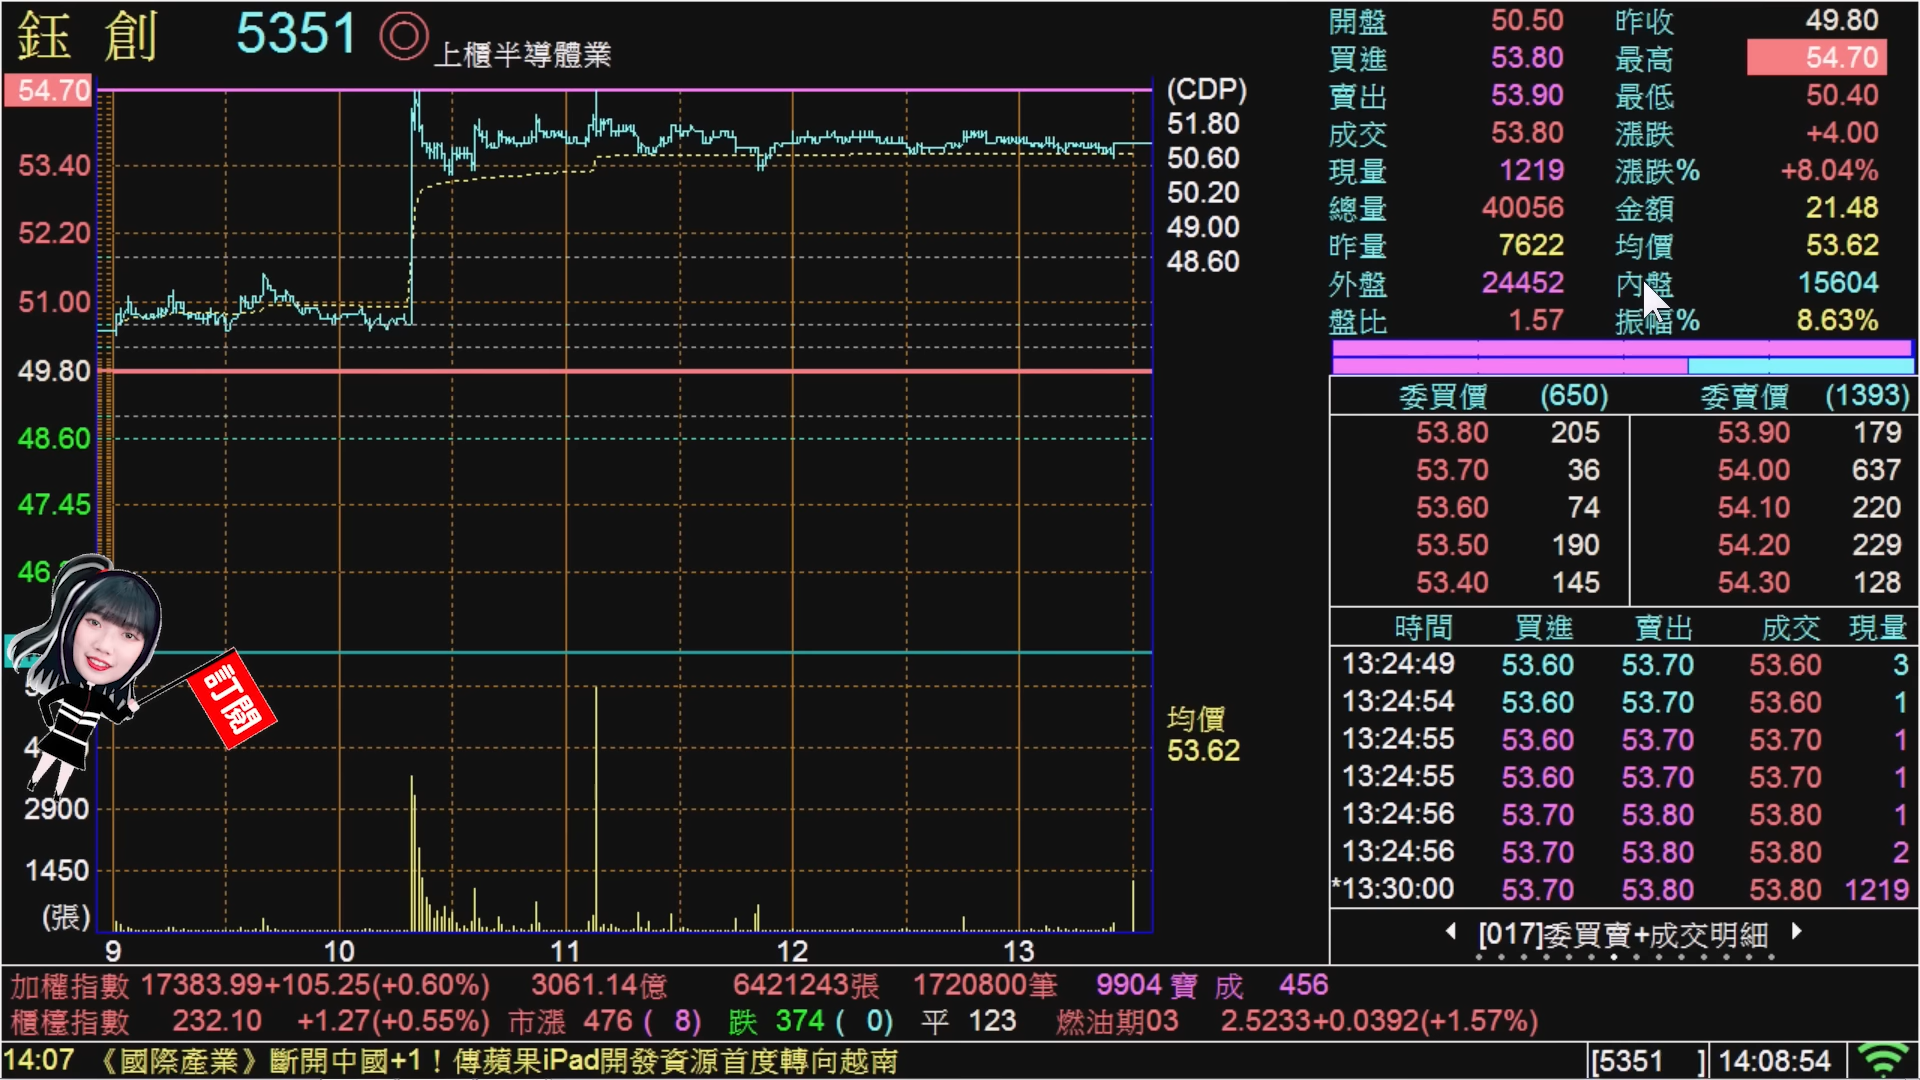 鈺 創 5351 ◎ 上櫃半導體業
54.70
53.40
52.20
51.00
49.80
48.60
47.45
46.
2900
1450
(張)
9 10 11 12 13
(CDP)
51.80
50.60
50.20
49.00
48.60
均價
53.62
訂閱
開盤 50.50 昨收 49.80
買進 53.80 最高 54.70
賣出 53.90 最低 50.40
成交 53.80 漲跌 +4.00
現量 1219 漲跌% +8.04%
總量 40056 金額 21.48
昨量 7622 均價 53.62
外盤 24452 內盤 15604
盤比 1.57 振幅% 8.63%
委買價 (650) 委賣價 (1393)
53.80 205 53.90 179
53.70 36 54.00 637
53.60 74 54.10 220
53.50 190 54.20 229
53.40 145 54.30 128
時間 買進 賣出 成交 現量
13:24:49 53.60 53.70 53.60 3
13:24:54 53.60 53.70 53.60 1
13:24:55 53.60 53.70 53.70 1
13:24:55 53.60 53.70 53.70 1
13:24:56 53.70 53.80 53.80 1
13:24:56 53.70 53.80 53.80 2
*13:30:00 53.70 53.80 53.80 1219
[017]委買賣+成交明細
加權指數 17383.99+105.25(+0.60%) 3061.14億 6421243張 1720800筆 9904 寶 成 456
櫃檯指數 232.10 +1.27(+0.55%) 市漲 476 ( 8) 跌 374 ( 0) 平 123 燃油期03 2.5233+0.0392(+1.57%)
14:07 《國際產業》斷開中國+1！傳蘋果iPad開發資源首度轉向越南
[5351 ] 14:08:54